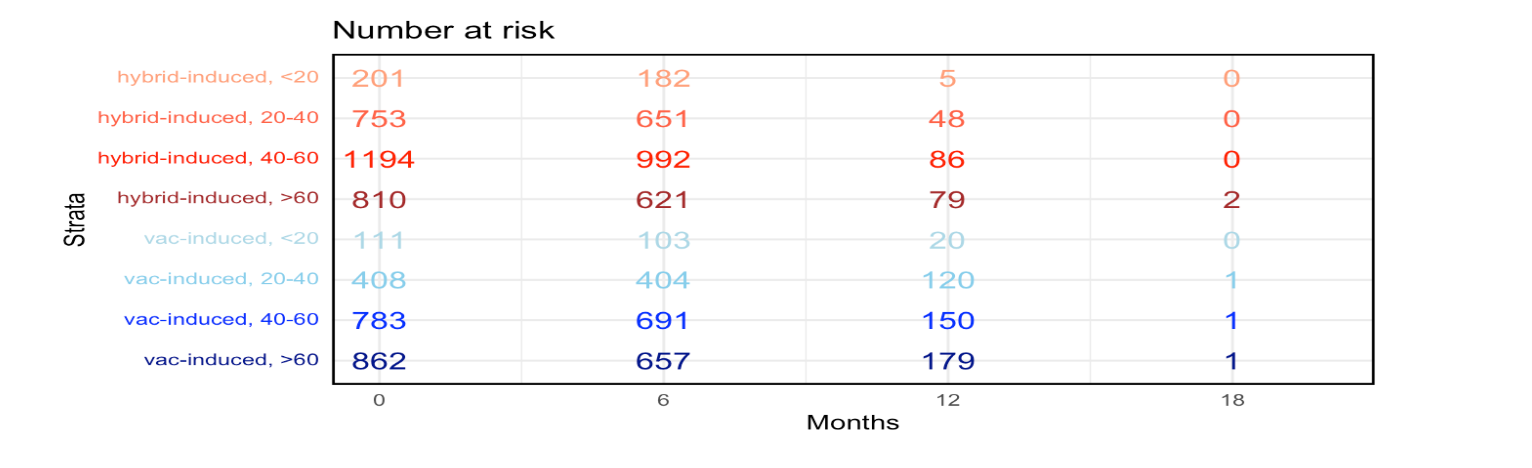 Number at risk
hybrid-induced, <20 201 182 5 0
hybrid-induced, 20-40 753 651 48 0
hybrid-induced, 40-60 1194 992 86 0
hybrid-induced, >60 810 621 79 2
vac-induced, <20 111 103 20 0
vac-induced, 20-40 408 404 120 1
vac-induced, 40-60 783 691 150 1
vac-induced, >60 862 657 179 1
Strata
0 6 12 18
Months